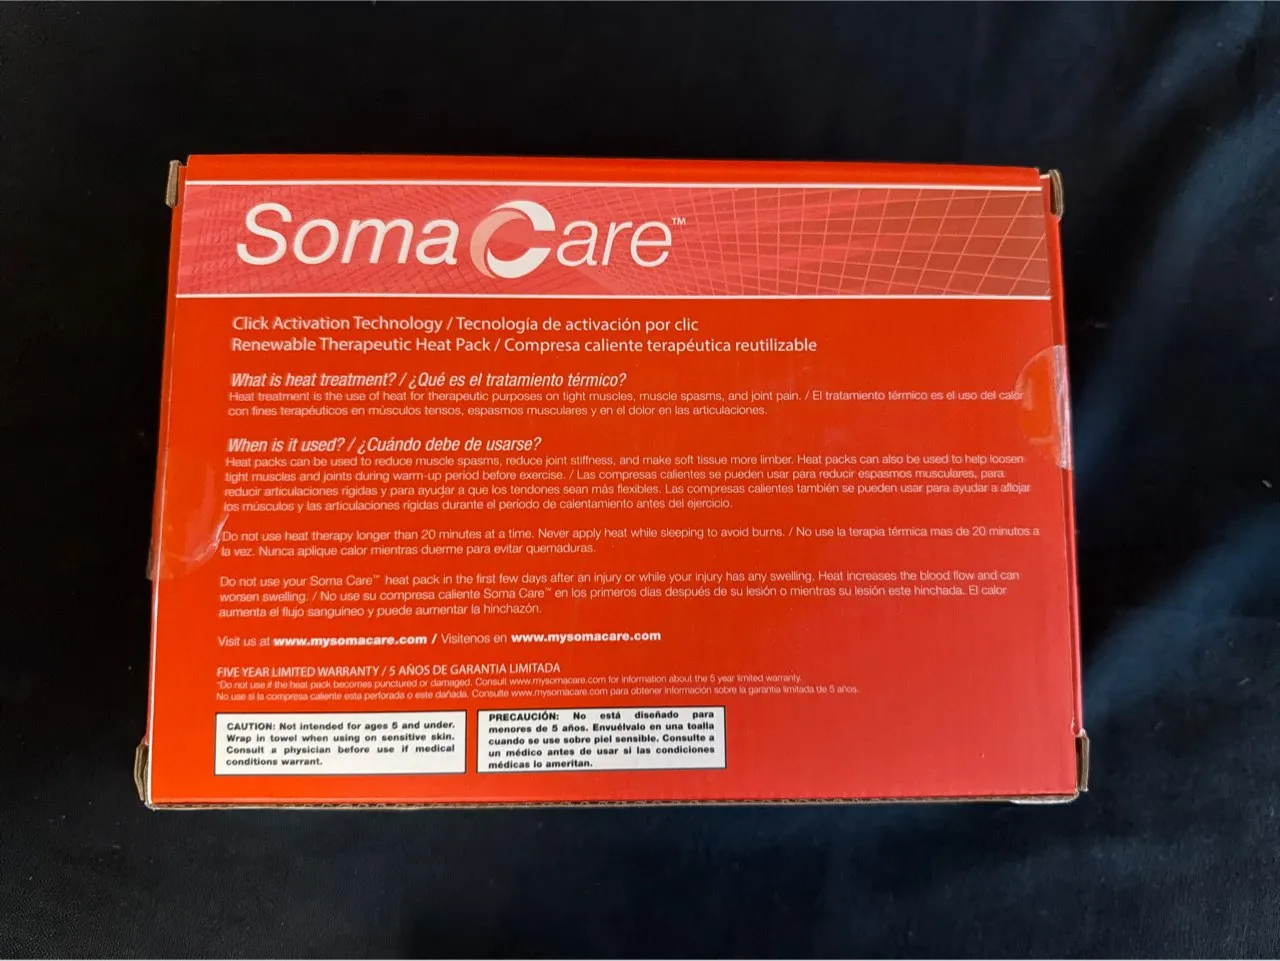 Soma Care™
Click Activation Technology / Tecnología de activación por clic
Renewable Therapeutic Heat Pack / Compresa caliente terapéutica reutilizable
What is heat treatment? / ¿Qué es el tratamiento térmico?
Heat treatment is the use of heat for therapeutic purposes on tight muscles, muscle spasms, and joint pain. / El tratamiento térmico es el uso del calor
con fines terapéuticos en músculos tensos, espasmos musculares y en el dolor en las articulaciones.
When is it used? / ¿Cuándo debe de usarse?
Heat packs can be used to reduce muscle spasms, reduce joint stiffness, and make soft tissue more limber. Heat packs can also be used to help loosen
tight muscles and joints during warm-up period before exercise. / Las compresas calientes se pueden usar para reducir espasmos musculares, para
reducir articulaciones rígidas y para ayudar a que los tendones sean más flexibles. Las compresas calientes también se pueden usar para ayudar a aflojar
los músculos y las articulaciones rígidas durante el período de calentamiento antes del ejercicio.
Do not use heat therapy longer than 20 minutes at a time. Never apply heat while sleeping to avoid burns. / No use la terapia térmica mas de 20 minutos a
la vez. Nunca aplique calor mientras duerme para evitar quemaduras.
Do not use your Soma Care™ heat pack in the first few days after an injury or while your injury has any swelling. Heat increases the blood flow and can
worsen swelling. / No use su compresa caliente Soma Care™ en los primeros días después de su lesión o mientras su lesión este hinchada. El calor
aumenta el flujo sanguíneo y puede aumentar la hinchazón.
Visit us at www.mysomacare.com / Visitenos en www.mysomacare.com
FIVE YEAR LIMITED WARRANTY / 5 AÑOS DE GARANTIA LIMITADA
*Do not use if the heat pack becomes punctured or damaged. Consult www.mysomacare.com for information about the 5 year limited warranty.
No use si la compresa caliente esta perforada o este dañada. Consulte www.mysomacare.com para obtener información sobre la garantía limitada de 5 años.
CAUTION: Not intended for ages 5 and under.
Wrap in towel when using on sensitive skin.
Consult a physician before use if medical
conditions warrant.
PRECAUCIÓN: No está diseñado para
menores de 5 años. Envuélvalo en una toalla
cuando se use sobre piel sensible. Consulte a
un médico antes de usar si las condiciones
médicas lo ameritan.